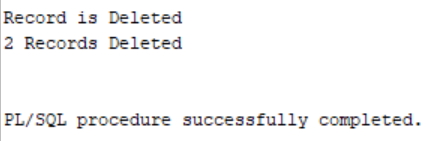 Record is Deleted
2 Records Deleted
PL/SQL procedure successfully completed.